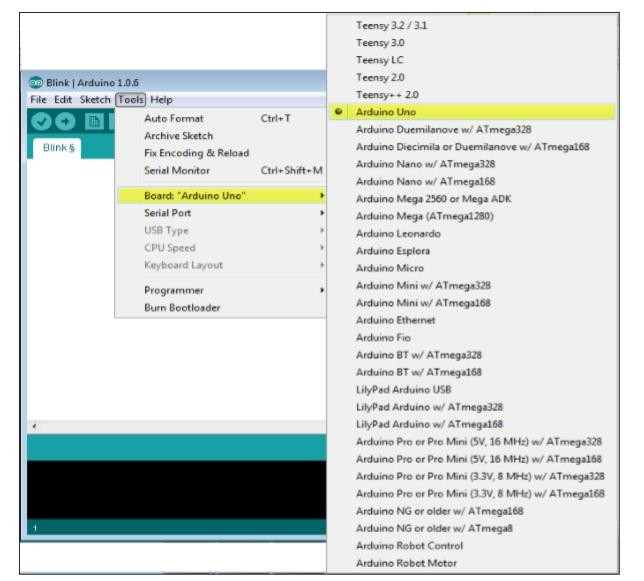 Blink | Arduino 1.0.6
File Edit Sketch Tools Help
Blink §
Auto Format Ctrl+T
Archive Sketch
Fix Encoding & Reload
Serial Monitor Ctrl+Shift+M
Board: "Arduino Uno"
Serial Port
USB Type
CPU Speed
Keyboard Layout
Programmer
Burn Bootloader
1
Teensy 3.2 / 3.1
Teensy 3.0
Teensy LC
Teensy 2.0
Teensy++ 2.0
Arduino Uno
Arduino Duemilanove w/ ATmega328
Arduino Diecimila or Duemilanove w/ ATmega168
Arduino Nano w/ ATmega328
Arduino Nano w/ ATmega168
Arduino Mega 2560 or Mega ADK
Arduino Mega (ATmega1280)
Arduino Leonardo
Arduino Esplora
Arduino Micro
Arduino Mini w/ ATmega328
Arduino Mini w/ ATmega168
Arduino Ethernet
Arduino Fio
Arduino BT w/ ATmega328
Arduino BT w/ ATmega168
LilyPad Arduino USB
LilyPad Arduino w/ ATmega328
LilyPad Arduino w/ ATmega168
Arduino Pro or Pro Mini (5V, 16 MHz) w/ ATmega328
Arduino Pro or Pro Mini (5V, 16 MHz) w/ ATmega168
Arduino Pro or Pro Mini (3.3V, 8 MHz) w/ ATmega328
Arduino Pro or Pro Mini (3.3V, 8 MHz) w/ ATmega168
Arduino NG or older w/ ATmega168
Arduino NG or older w/ ATmega8
Arduino Robot Control
Arduino Robot Motor